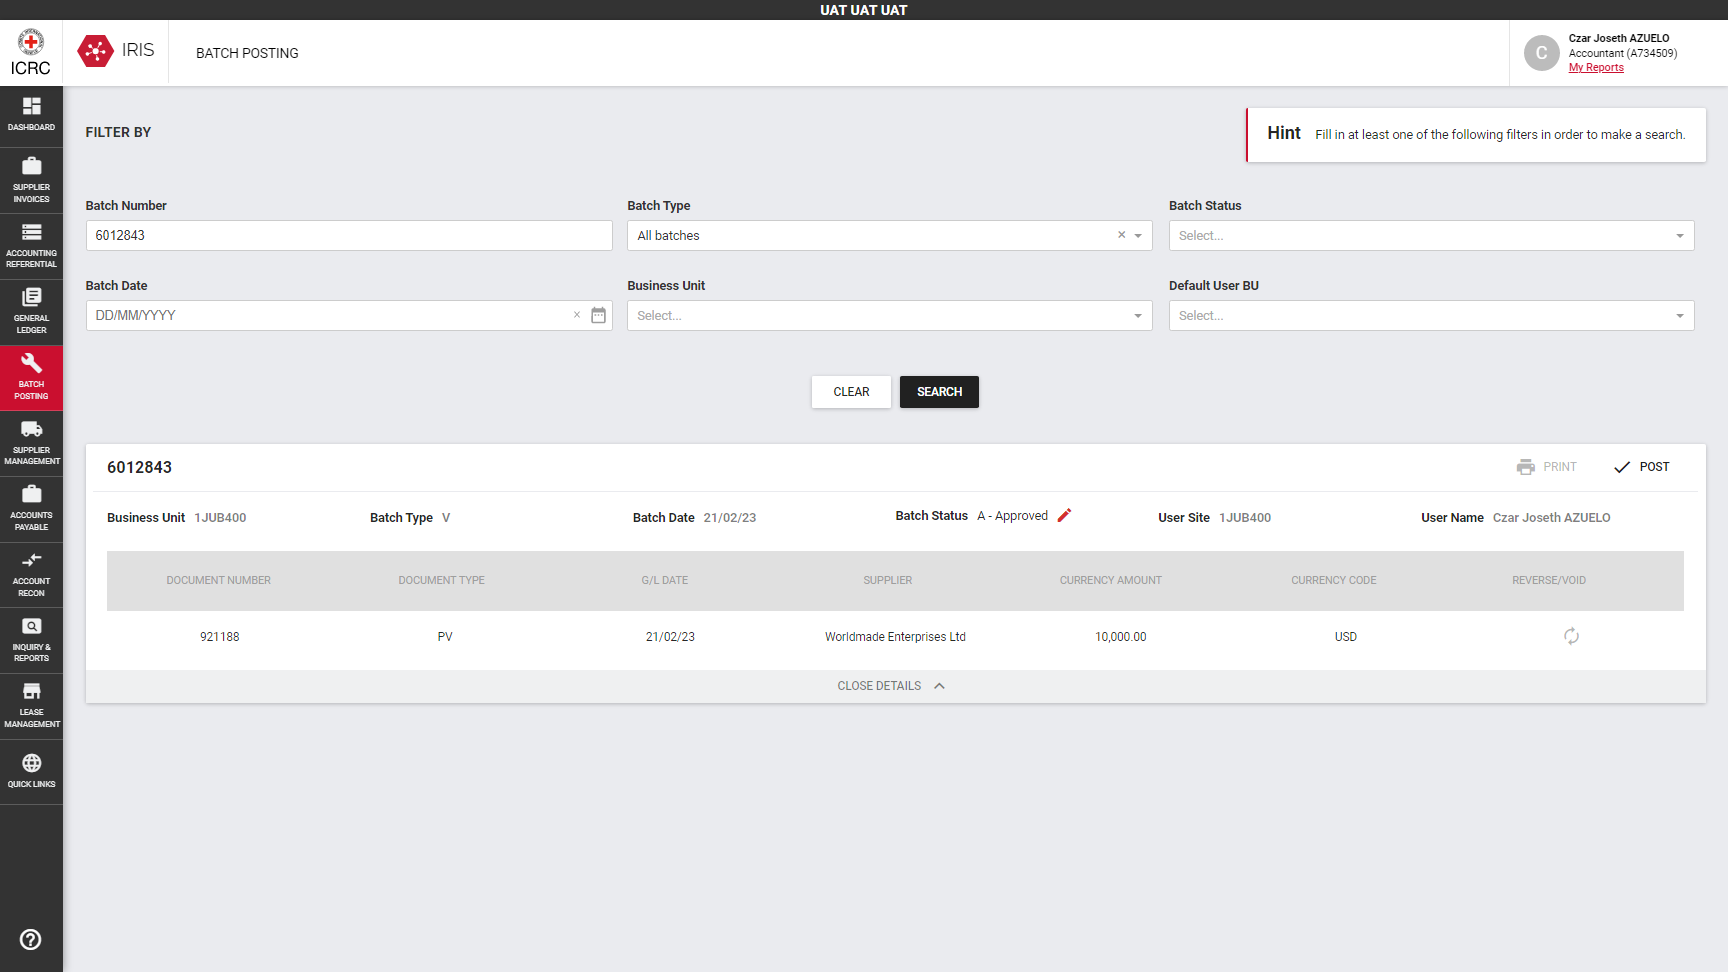 UAT UAT UAT
ICRC
IRIS
BATCH POSTING
C
Czar Joseth AZUELO
Accountant (A734509)
My Reports
DASHBOARD
SUPPLIER
INVOICES
ACCOUNTING
REFERENTIAL
GENERAL
LEDGER
BATCH
POSTING
SUPPLIER
MANAGEMENT
ACCOUNTS
PAYABLE
ACCOUNT
RECON
INQUIRY &
REPORTS
LEASE
MANAGEMENT
QUICK LINKS
FILTER BY
Hint Fill in at least one of the following filters in order to make a search.
Batch Number Batch Type Batch Status
6012843 All batches Select...
Batch Date Business Unit Default User BU
DD/MM/YYYY Select... Select...
CLEAR SEARCH
6012843 PRINT POST
Business Unit 1JUB400 Batch Type V Batch Date 21/02/23 Batch Status A - Approved User Site 1JUB400 User Name Czar Joseth AZUELO
DOCUMENT NUMBER DOCUMENT TYPE G/L DATE SUPPLIER CURRENCY AMOUNT CURRENCY CODE REVERSE/VOID
921188 PV 21/02/23 Worldmade Enterprises Ltd 10,000.00 USD
CLOSE DETAILS